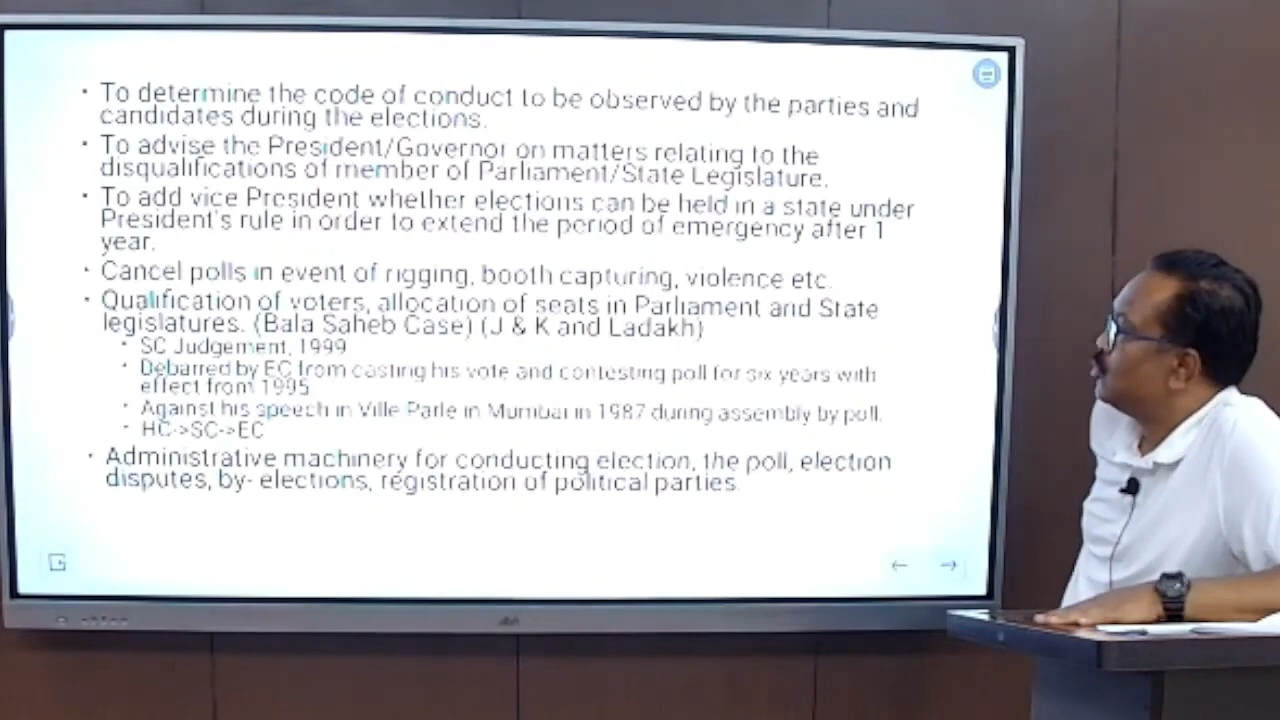 • To determine the code of conduct to be observed by the parties and
candidates during the elections.
• To advise the President/Governor on matters relating to the
disqualifications of member of Parliament/State Legislature.
• To add vice President whether elections can be held in a state under
President's rule in order to extend the period of emergency after 1
year.
• Cancel polls in event of rigging, booth capturing, violence etc.
• Qualification of voters, allocation of seats in Parliament and State
legislatures. (Bala Saheb Case) (J & K and Ladakh)
• SC Judgement, 1999
• Debarred by EC from casting his vote and contesting poll for six years with
effect from 1995
• Against his speech in Ville Parle in Mumbai in 1987 during assembly by poll.
• HC->SC->EC
• Administrative machinery for conducting election, the poll, election
disputes, by- elections, registration of political parties.